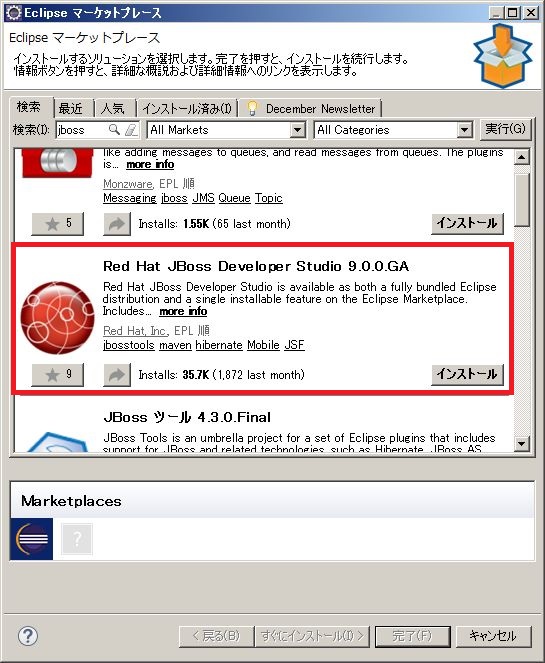 Eclipse マーケットプレース
Eclipse マーケットプレース
インストールするソリューションを選択します。完了を押すと、インストールを続行します。
情報ボタンを押すと、詳細な概説および詳細情報へのリンクを表示します。
検索 最近 人気 インストール済み(I) December Newsletter
検索(I): jboss All Markets All Categories 実行(G)
like adding messages to queues, and read messages from queues. The plugins
is... more info
Monzware, EPL 順
Messaging jboss JMS Queue Topic
5 Installs: 1.55K (65 last month) インストール
Red Hat JBoss Developer Studio 9.0.0.GA
Red Hat JBoss Developer Studio is available as both a fully bundled Eclipse
distribution and a single installable feature on the Eclipse Marketplace.
Includes... more info
Red Hat, Inc., EPL 順
jbosstools maven hibernate Mobile JSF
9 Installs: 35.7K (1,872 last month) インストール
JBoss ツール 4.3.0.Final
JBoss Tools is an umbrella project for a set of Eclipse plugins that includes
support for JBoss and related technologies, such as Hibernate, JBoss AS,
Marketplaces
?
? < 戻る(B) すぐにインストール(I) > 完了(F) キャンセル